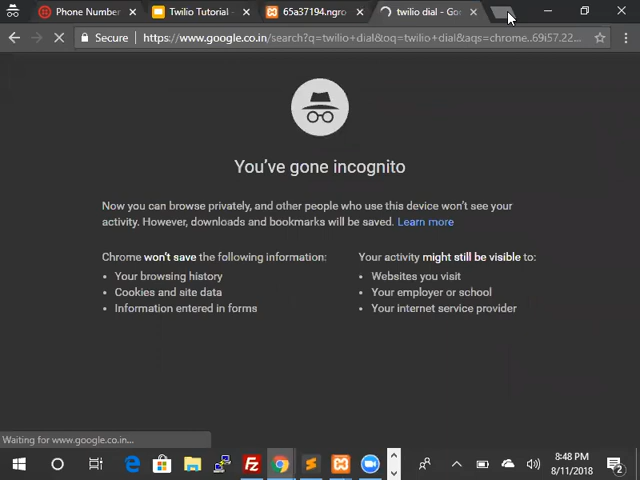 Phone Number
Twilio Tutorial -
65a37194.ngro
twilio dial - Goo
Secure
https://www.google.co.in/search?q=twilio+dial&oq=twilio+dial&aqs=chrome..69i57.22...
You've gone incognito
Now you can browse privately, and other people who use this device won't see your
activity. However, downloads and bookmarks will be saved. Learn more
Chrome won't save the following information:
• Your browsing history
• Cookies and site data
• Information entered in forms
Your activity might still be visible to:
• Websites you visit
• Your employer or school
• Your internet service provider
Waiting for www.google.co.in...
8:48 PM
8/11/2018
2